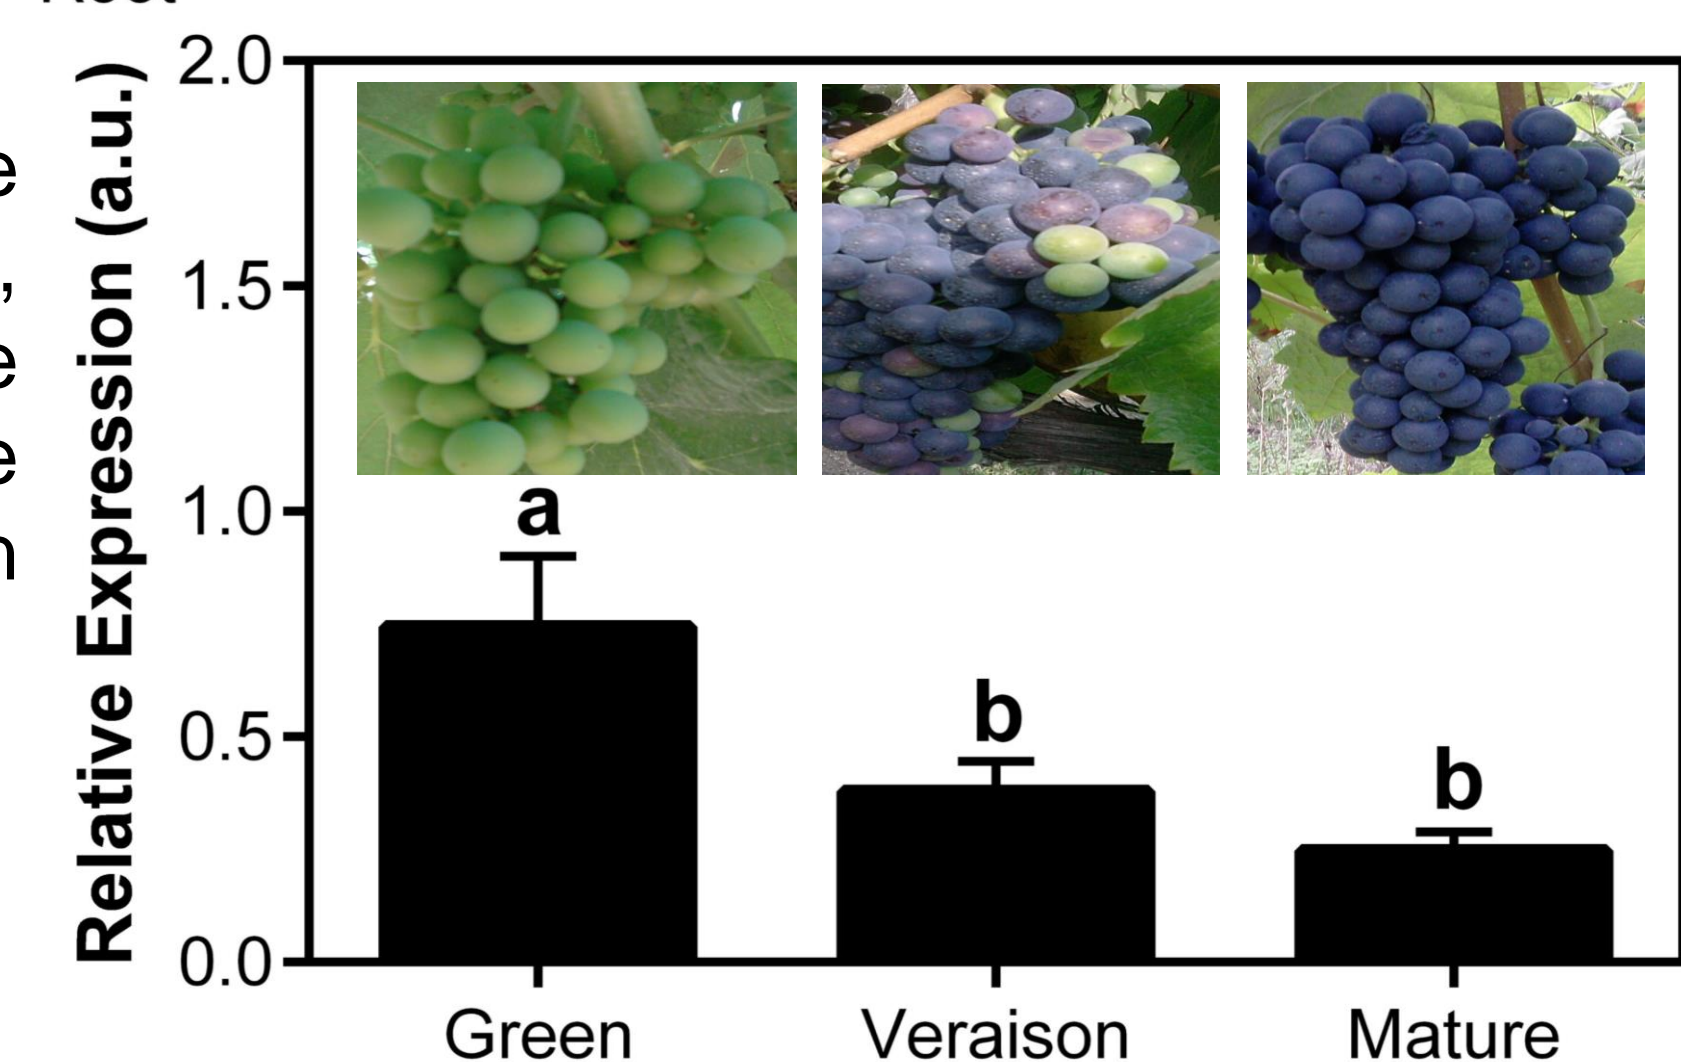 Relative Expression (a.u.)
2.0
1.5
1.0
0.5
0.0
a
b
b
Green
Veraison
Mature
e
,
e
e
n